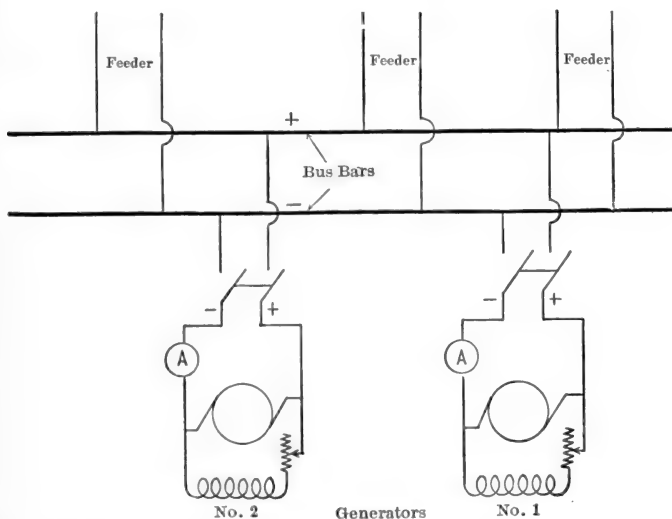 Feeder Feeder Feeder
+
Bus Bars
−
− + − +
A A
No. 2 Generators No. 1